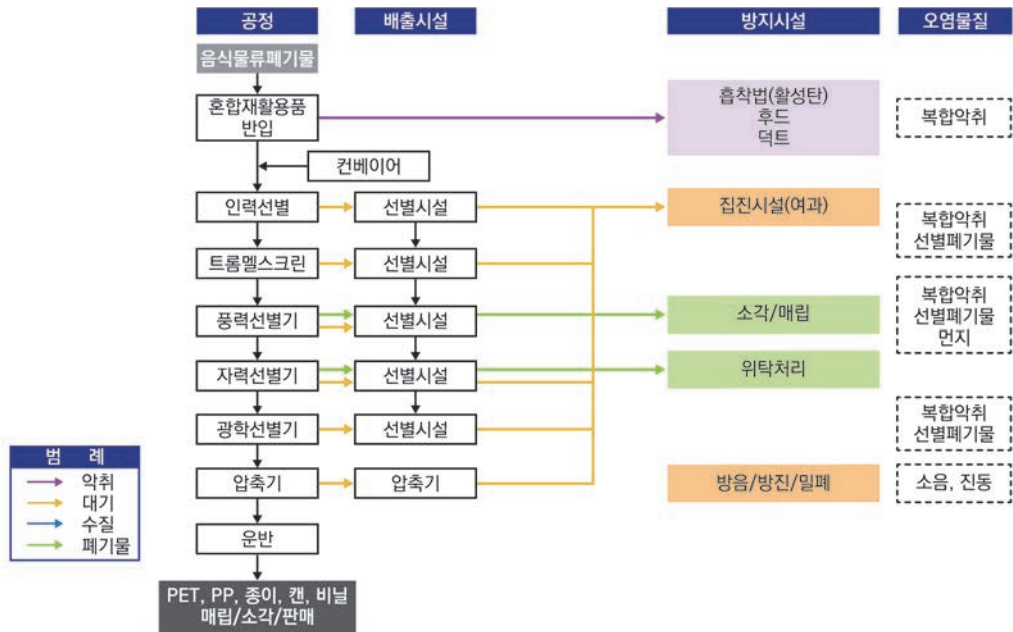 공정
배출시설
방지시설
오염물질
음식물류폐기물
혼합재활용품
반입
흡착법(활성탄)
후드
덕트
복합악취
컨베이어
인력선별
선별시설
집진시설(여과)
복합악취
선별폐기물
트롬멜스크린
선별시설
풍력선별기
선별시설
소각/매립
복합악취
선별폐기물
먼지
자력선별기
선별시설
위탁처리
광학선별기
선별시설
복합악취
선별폐기물
압축기
압축기
방음/방진/밀폐
소음, 진동
운반
PET, PP, 종이, 캔, 비닐
매립/소각/판매
범 례
악취
대기
수질
폐기물